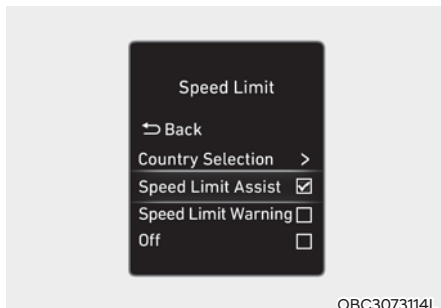 Speed Limit
Back
Country Selection >
Speed Limit Assist
Speed Limit Warning
Off
OBC3073114L